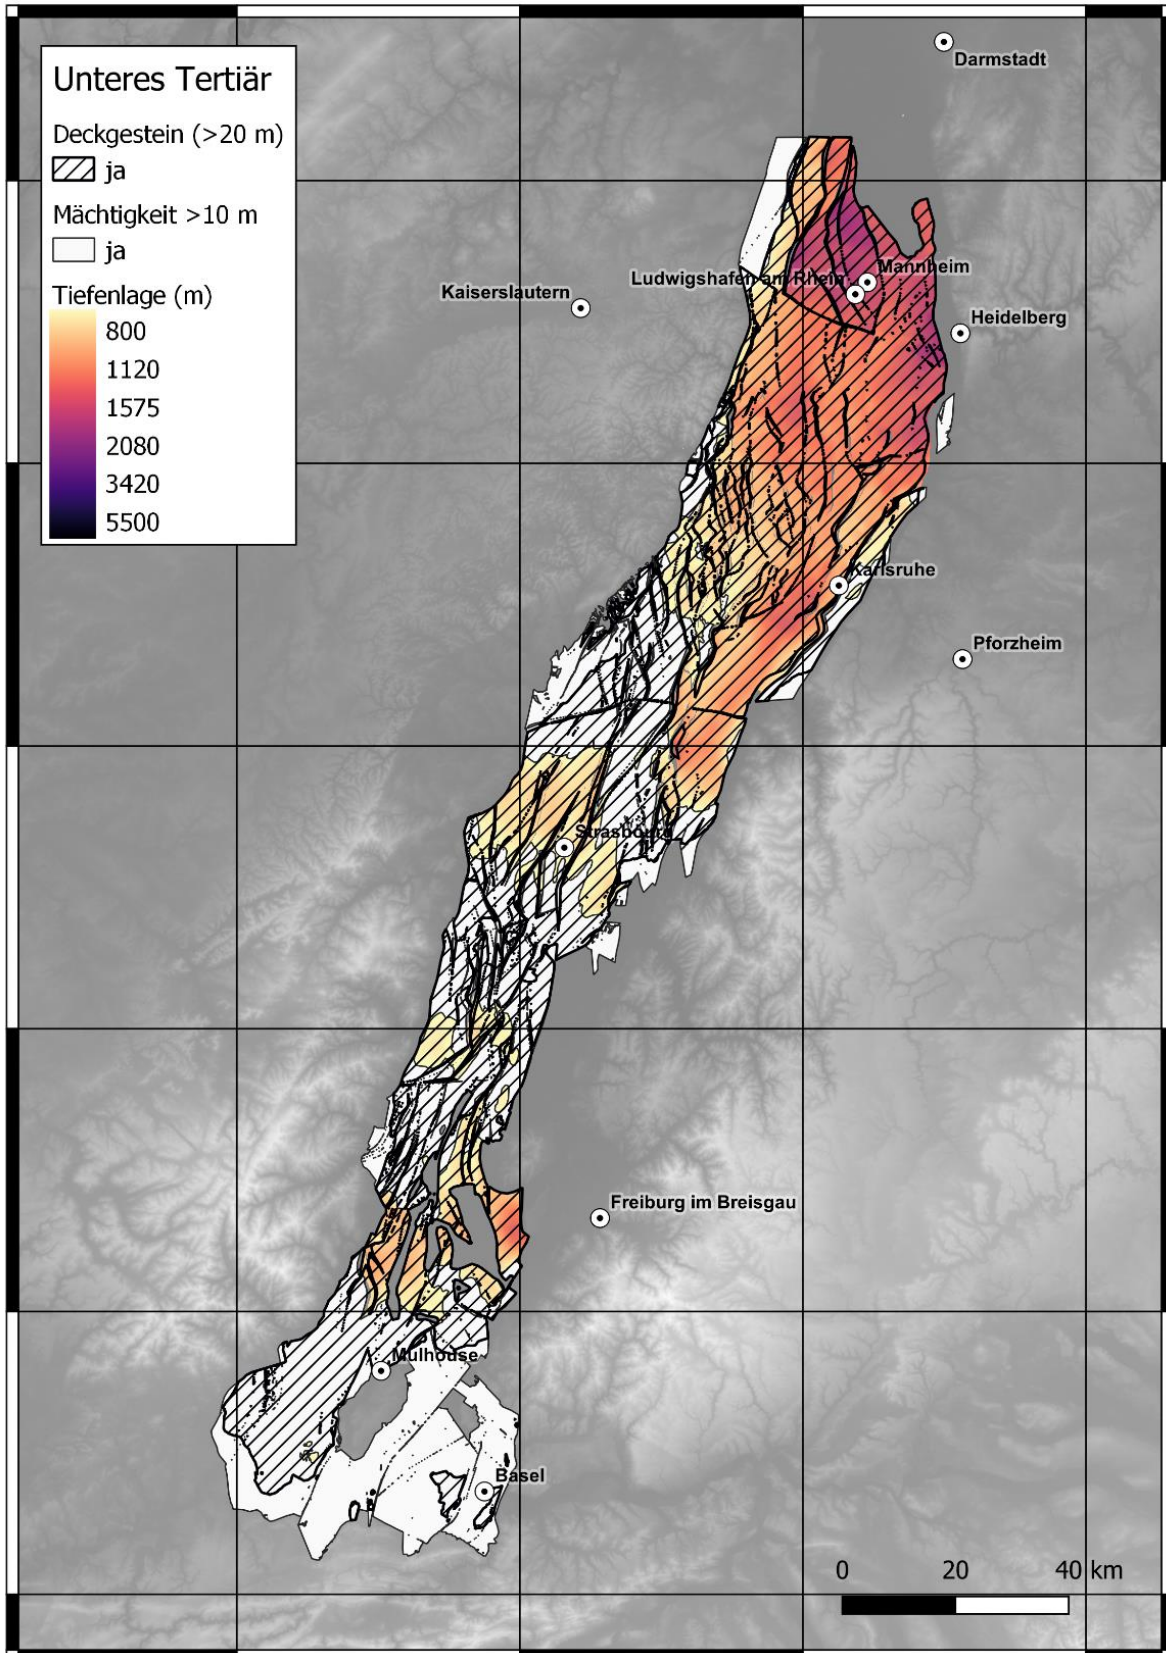 Unteres Tertiär
Deckgestein (>20 m)
ja
Mächtigkeit >10 m
ja
Tiefenlage (m)
800
1120
1575
2080
3420
5500
Darmstadt
Mannheim
Ludwigshafen am Rhein
Kaiserslautern
Heidelberg
Karlsruhe
Pforzheim
Strasbourg
Freiburg im Breisgau
Mulhouse
Basel
0 20 40 km